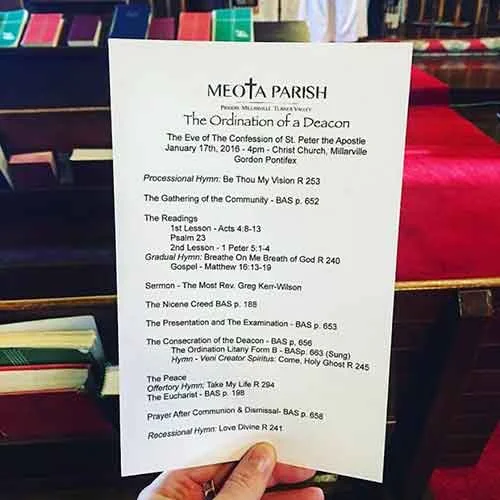 MEOTA PARISH
PRIDDIS, MILLARVILLE, TURNER VALLEY
The Ordination of a Deacon
The Eve of The Confession of St. Peter the Apostle
January 17th, 2016 - 4pm - Christ Church, Millarville
Gordon Pontifex
Processional Hymn: Be Thou My Vision R 253
The Gathering of the Community - BAS p. 652
The Readings
1st Lesson - Acts 4:8-13
Psalm 23
2nd Lesson - 1 Peter 5:1-4
Gradual Hymn: Breathe On Me Breath of God R 240
Gospel - Matthew 16:13-19
Sermon - The Most Rev. Greg Kerr-Wilson
The Nicene Creed BAS p. 188
The Presentation and The Examination - BAS p. 653
The Consecration of the Deacon - BAS p, 656
The Ordination Litany Form B - BASp. 663 (Sung)
Hymn - Veni Creator Spiritus: Come, Holy Ghost R 245
The Peace
Offertory Hymn; Take My Life R 294
The Eucharist - BAS p. 198
Prayer After Communion & Dismissal- BAS p. 658
Recessional Hymn: Love Divine R 241